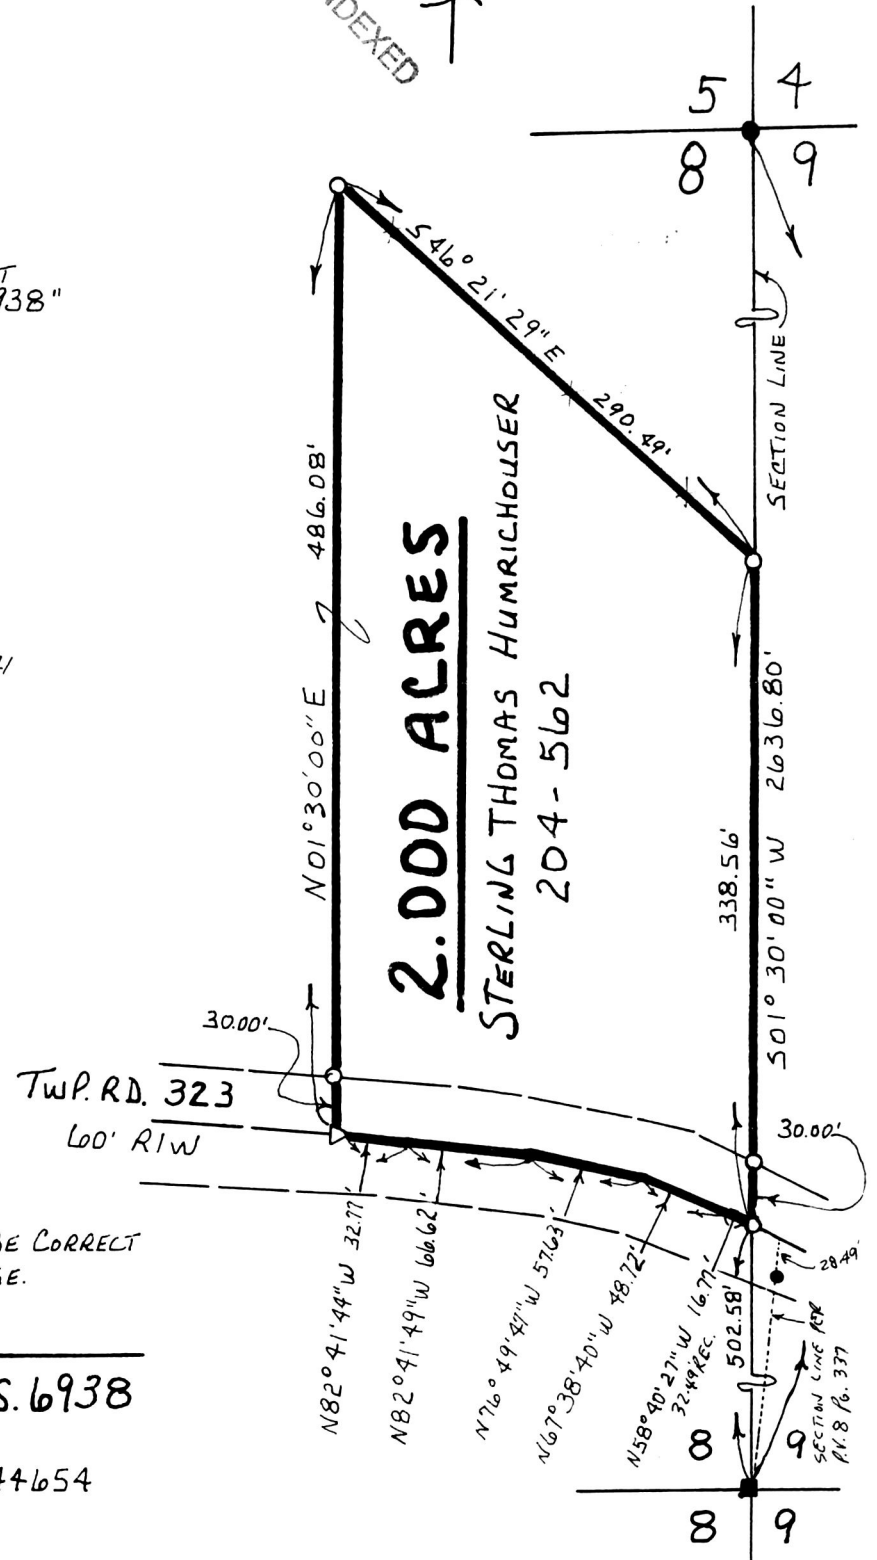 INDEXED
5 4
8 9
T
938"
S46° 21' 29" E 290.49'
SECTION LINE
N01°30'00"E 486.08'
2.000 ACRES
STERLING THOMAS HUMRICHOUSER
204-562
338.56'
S01° 30' 00" W 2636.80'
30.00'
TWP. RD. 323
60' R/W
30.00'
28.49'
N82°41'44"W 32.77'
N82°41'49"W 66.62'
N76°49'47"W 57.63'
N67°38'40"W 48.72'
N58°40'27"W 16.77'
32.49' REC.
502.58'
SECTION LINE PER
P.V. 8 PG. 337
BE CORRECT
GE.
S. 6938
44654
8 9
8 9